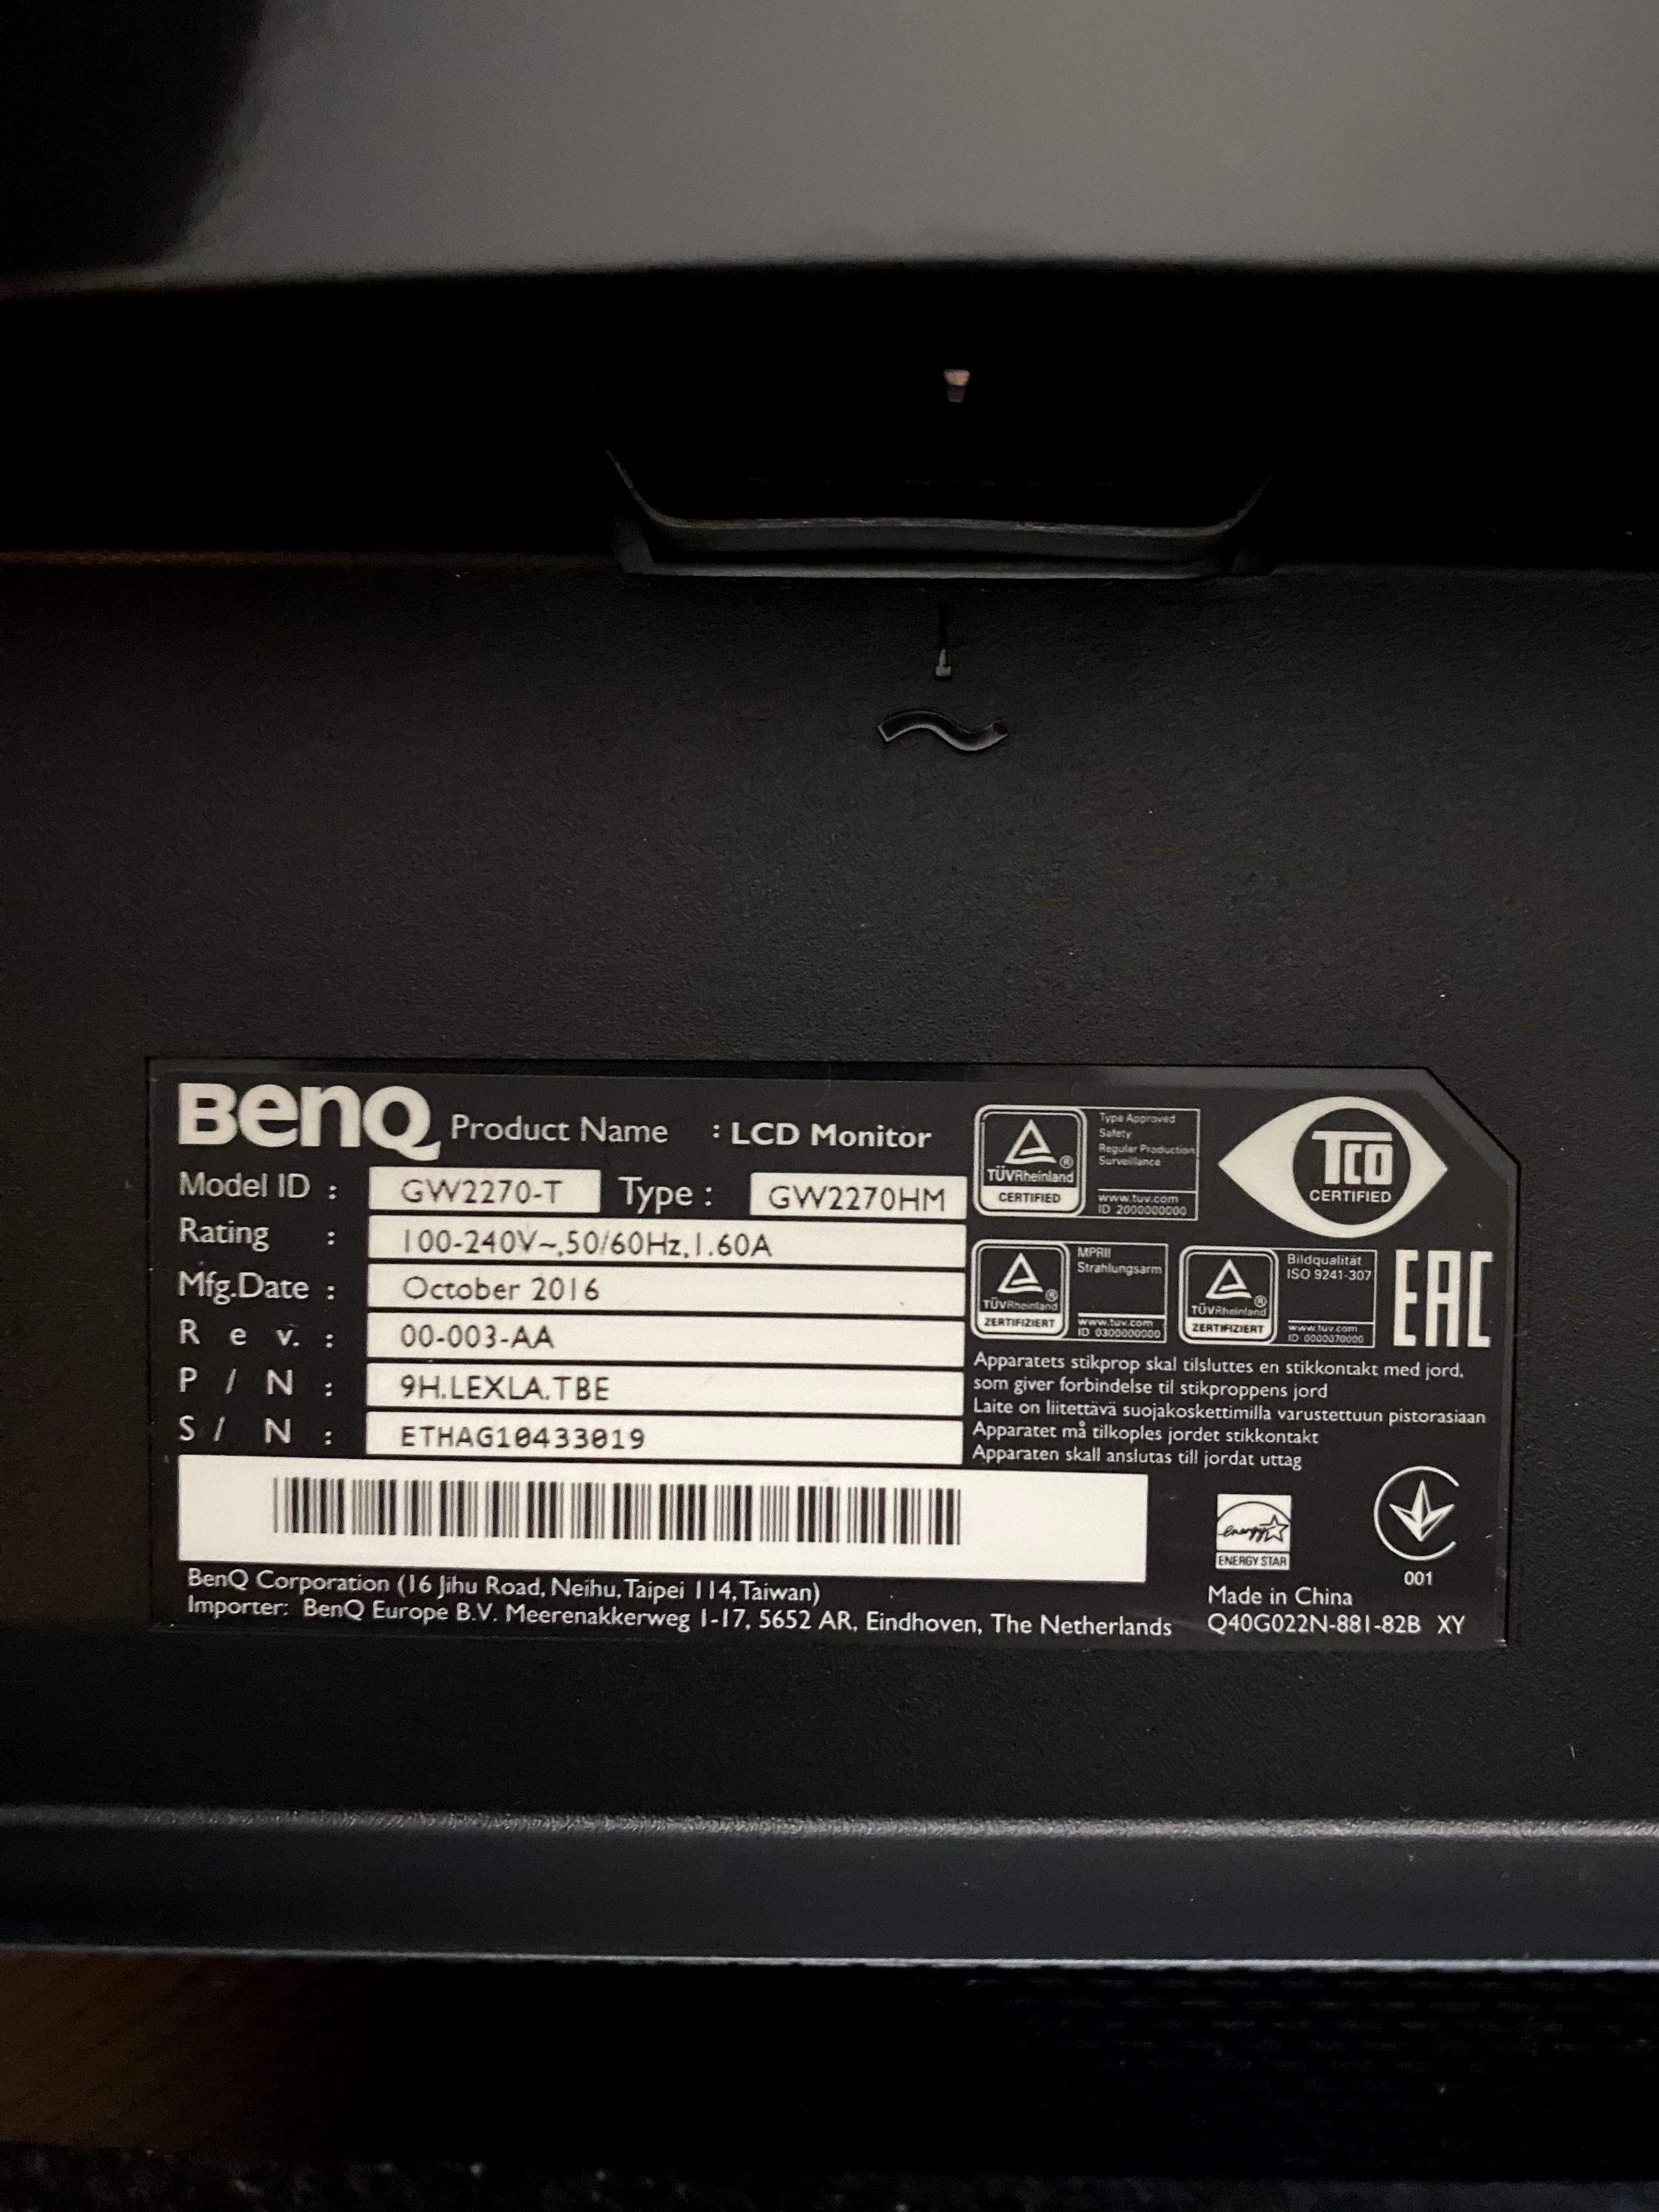 BenQ Product Name : LCD Monitor
Model ID : GW2270-T Type : GW2270HM
Rating : 100-240V~,50/60Hz,1.60A
Mfg.Date : October 2016
R e v. : 00-003-AA
P / N : 9H.LEXLA.TBE
S / N : ETHAG10433019
BenQ Corporation (16 Jihu Road, Neihu, Taipei 114, Taiwan)
Importer: BenQ Europe B.V. Meerenakkerweg 1-17, 5652 AR, Eindhoven, The Netherlands
TÜVRheinland ®
CERTIFIED
Type Approved
Safety
Regular Production
Surveillance
www.tuv.com
ID 2000000000
TCO
CERTIFIED
TÜVRheinland ®
ZERTIFIZIERT
MPRII
Strahlungsarm
www.tuv.com
ID 0300000000
TÜVRheinland ®
ZERTIFIZIERT
Bildqualität
ISO 9241-307
www.tuv.com
ID 0000070000
EAC
Apparatets stikprop skal tilsluttes en stikkontakt med jord,
som giver forbindelse til stikproppens jord
Laite on liitettävä suojakoskettimilla varustettuun pistorasiaan
Apparatet må tilkoples jordet stikkontakt
Apparaten skall anslutas till jordat uttag
energy
ENERGY STAR
001
Made in China
Q40G022N-881-82B XY